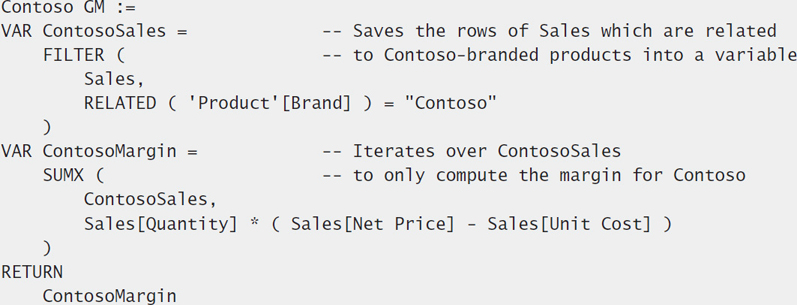 Contoso GM :=
VAR ContosoSales =             -- Saves the rows of Sales which are related
    FILTER (                   -- to Contoso-branded products into a variable
        Sales,
        RELATED ( 'Product'[Brand] ) = "Contoso"
    )
VAR ContosoMargin =            -- Iterates over ContosoSales
    SUMX (                     -- to only compute the margin for Contoso
        ContosoSales,
        Sales[Quantity] * ( Sales[Net Price] - Sales[Unit Cost] )
    )
RETURN
    ContosoMargin